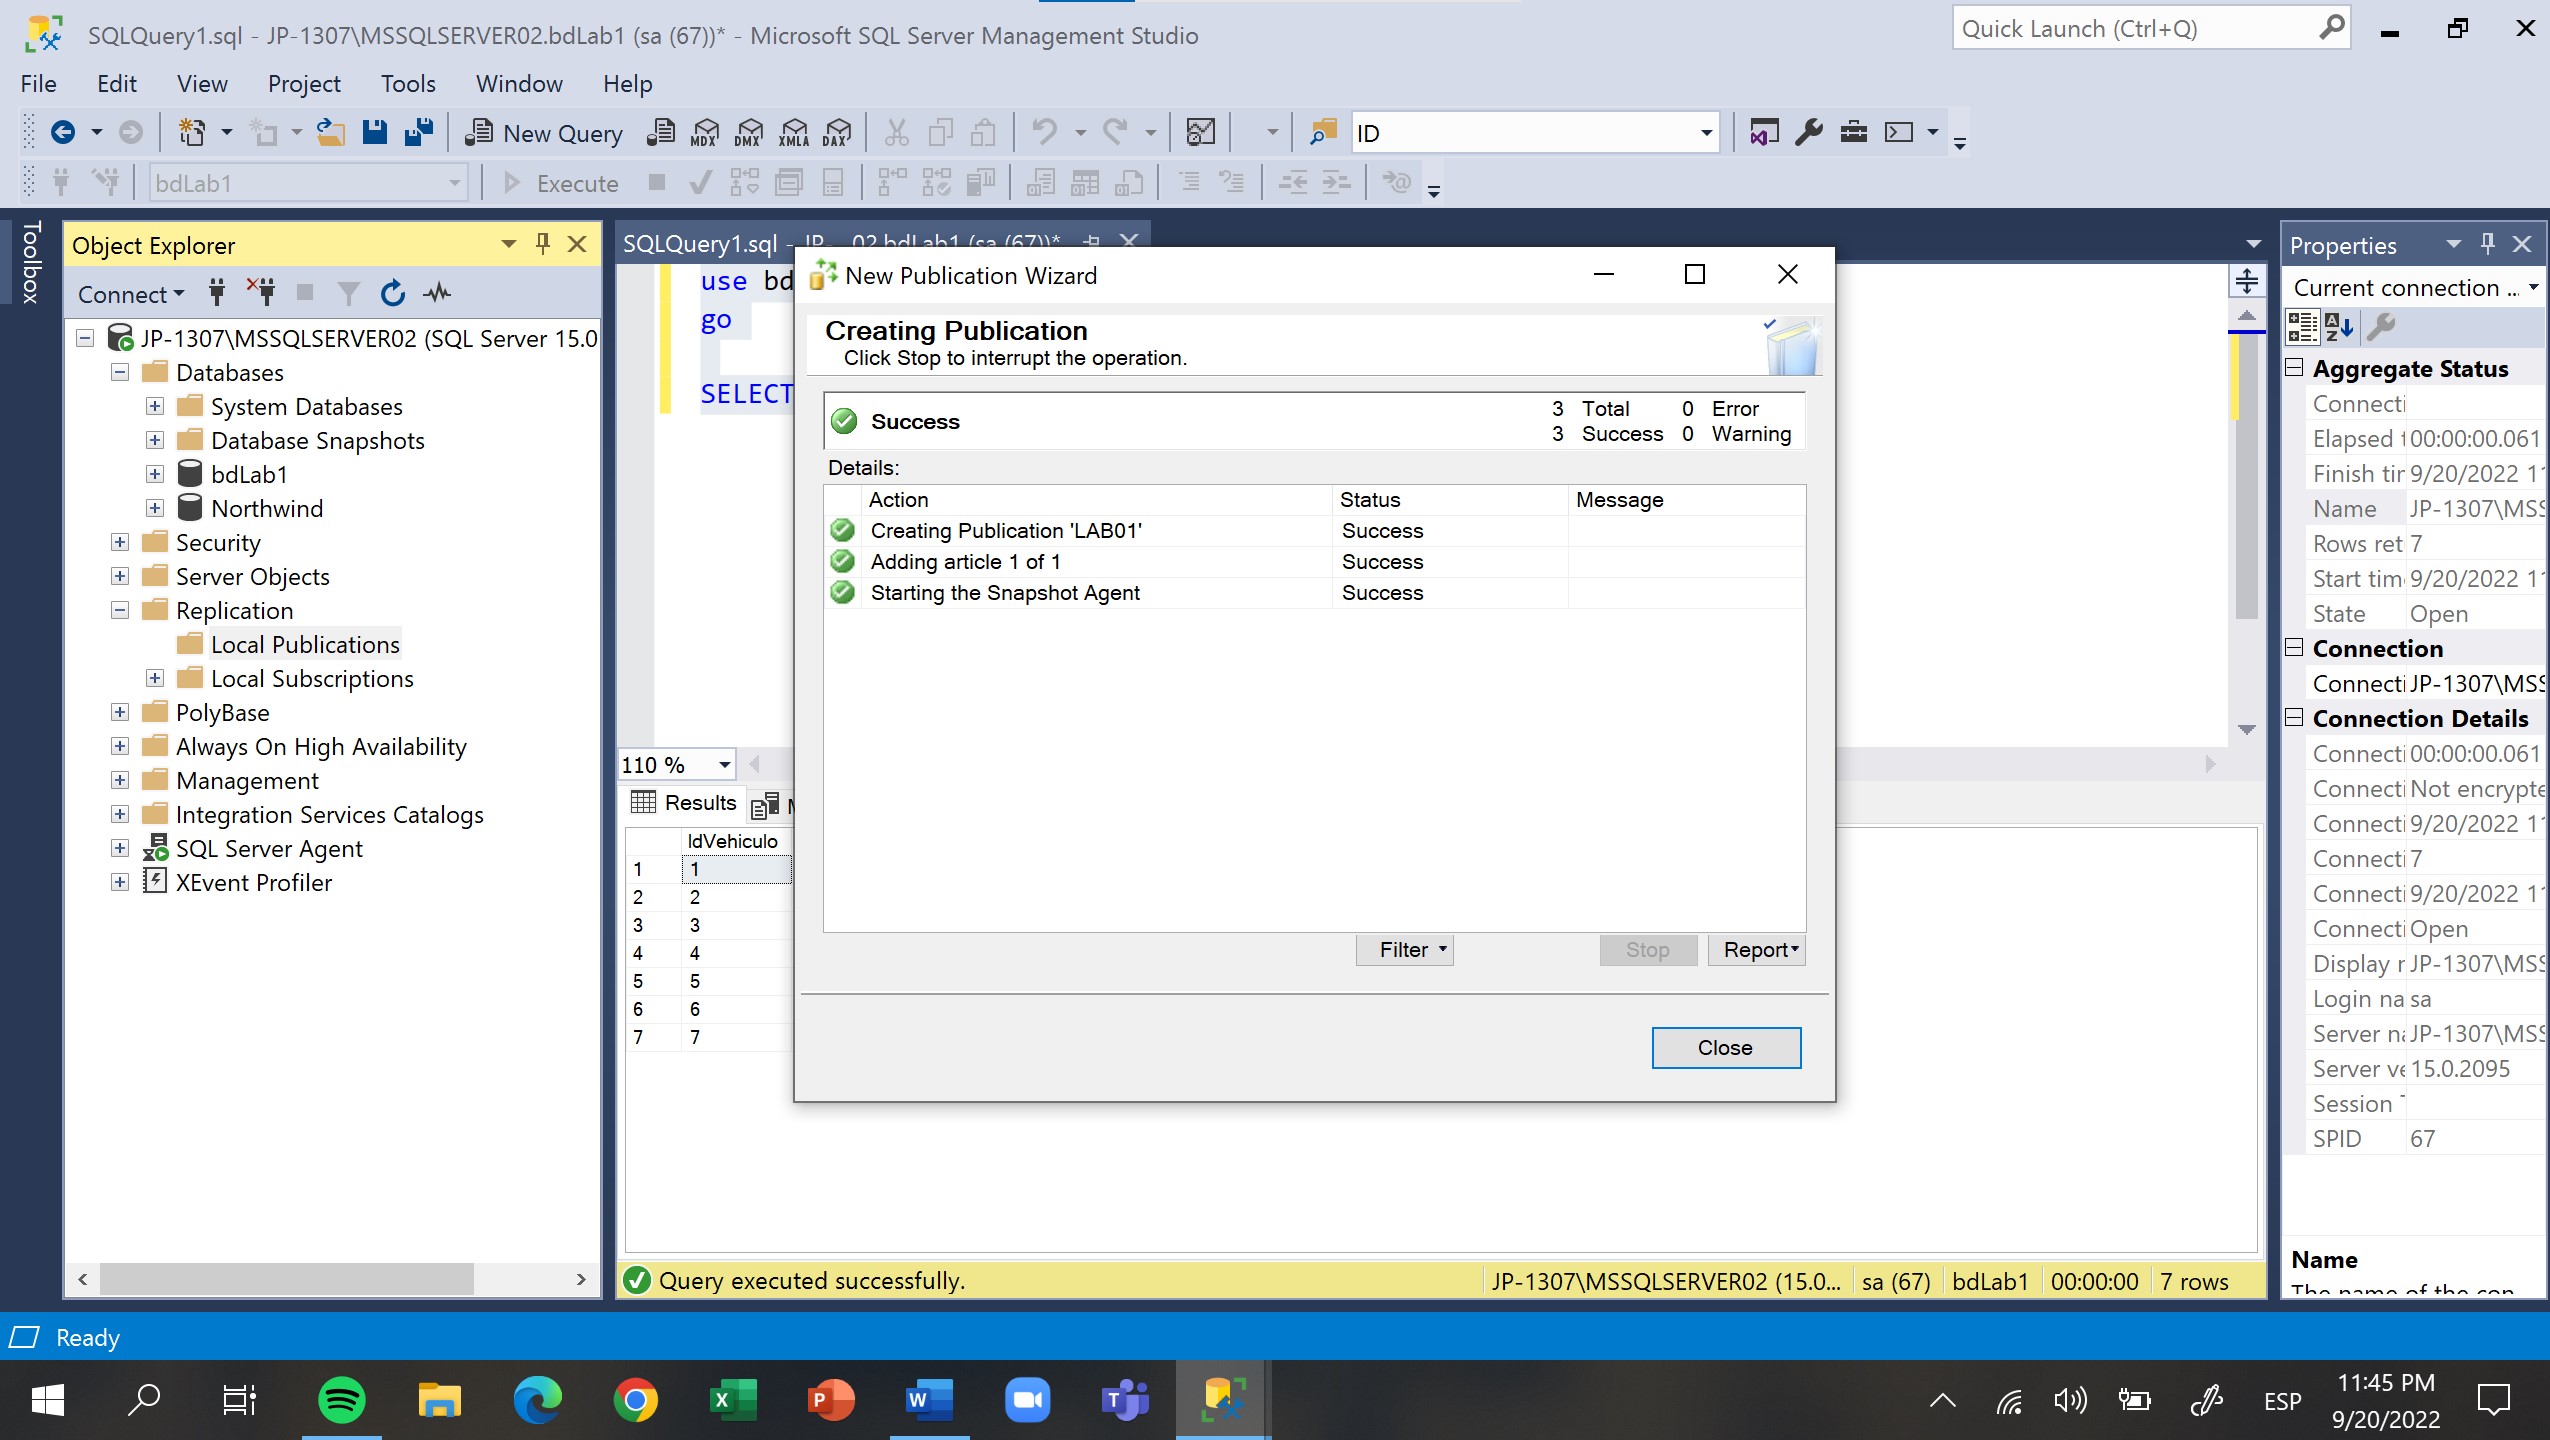 SQLQuery1.sql - JP-1307\MSSQLSERVER02.bdLab1 (sa (67))* - Microsoft SQL Server Management Studio
Quick Launch (Ctrl+Q)
File Edit View Project Tools Window Help
New Query MDX DMX XMLA DAX ID
bdLab1 Execute
Toolbox
Object Explorer
Connect
JP-1307\MSSQLSERVER02 (SQL Server 15.0
Databases
System Databases
Database Snapshots
bdLab1
Northwind
Security
Server Objects
Replication
Local Publications
Local Subscriptions
PolyBase
Always On High Availability
Management
Integration Services Catalogs
SQL Server Agent
XEvent Profiler
SQLQuery1.sql - JP-...02.bdLab1 (sa (67))*
use bd
go
SELECT
110 %
Results
IdVehiculo
1 1
2 2
3 3
4 4
5 5
6 6
7 7
New Publication Wizard
Creating Publication
Click Stop to interrupt the operation.
Success
3 Total 0 Error
3 Success 0 Warning
Details:
Action Status Message
Creating Publication 'LAB01' Success
Adding article 1 of 1 Success
Starting the Snapshot Agent Success
Filter Stop Report
Close
Query executed successfully. JP-1307\MSSQLSERVER02 (15.0... sa (67) bdLab1 00:00:00 7 rows
Properties
Current connection ...
Aggregate Status
Connecti
Elapsed t 00:00:00.061
Finish tir 9/20/2022 1
Name JP-1307\MSS
Rows ret 7
Start tim 9/20/2022 1
State Open
Connection
Connecti JP-1307\MSS
Connection Details
Connecti 00:00:00.061
Connecti Not encrypte
Connecti 9/20/2022 1
Connecti 7
Connecti 9/20/2022 1
Connecti Open
Display r JP-1307\MSS
Login na sa
Server na JP-1307\MSS
Server ve 15.0.2095
Session
SPID 67
Name
The name of the con
Ready
ESP
11:45 PM
9/20/2022